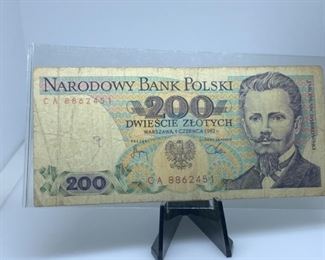 NARODOWY BANK POLSKI
CA 8862451
200
DWIEŚCIE ZŁOTYCH
WARSZAWA, 1 CZERWCA 1982 r.
200
CA 8862451